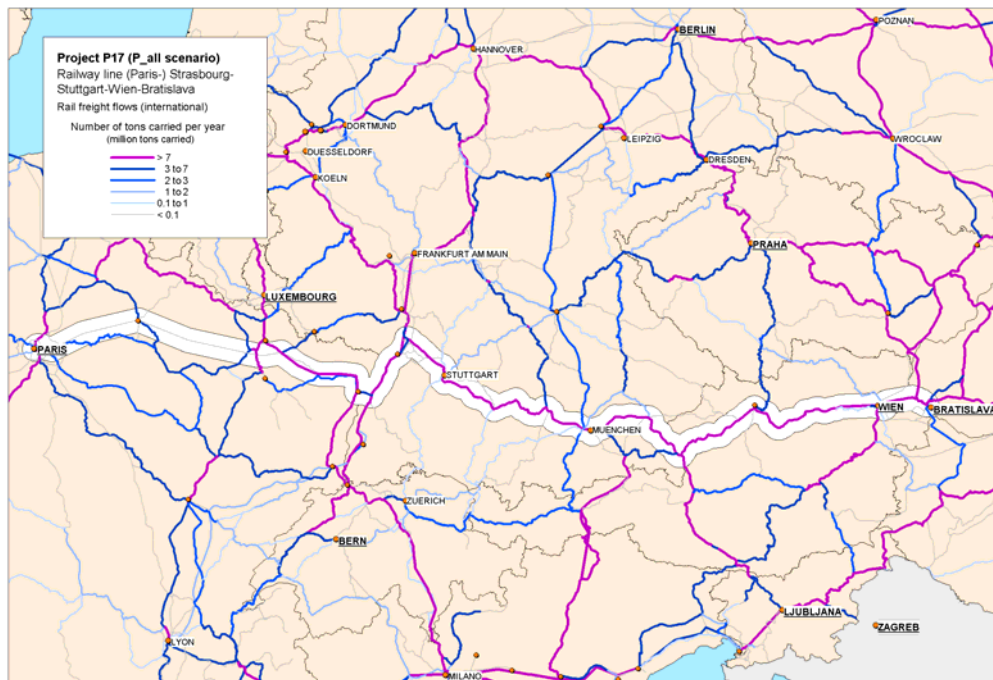 Project P17 (P_all scenario)
Railway line (Paris-) Strasbourg-
Stuttgart-Wien-Bratislava
Rail freight flows (international)
Number of tons carried per year
(million tons carried)
> 7
3 to 7
2 to 3
1 to 2
0.1 to 1
< 0.1
POZNAN
BERLIN
HANNOVER
DORTMUND
LEIPZIG
WROCLAW
DUESSELDORF
DRESDEN
KOELN
PRAHA
FRANKFURT AM MAIN
LUXEMBOURG
PARIS
STUTTGART
WIEN
BRATISLAVA
MUENCHEN
ZUERICH
BERN
LJUBLJANA
ZAGREB
LYON
MILANO